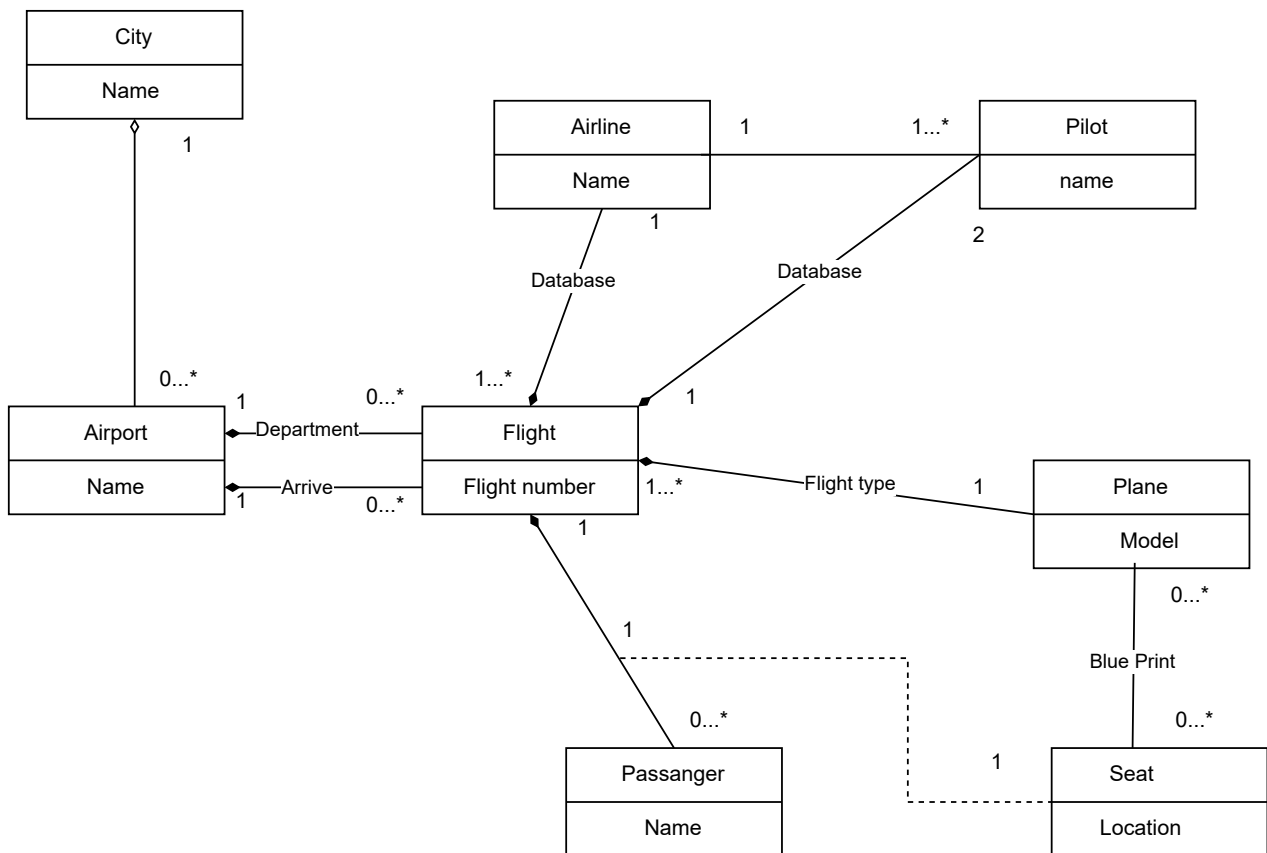 City
Name
1
Airline
Name
1
1...*
Pilot
name
1
2
Database
Database
0...*
1...*
1
1
0...*
Airport
Name
Department
Arrive
1
0...*
Flight
Flight number
1...*
1
Flight type
1
Plane
Model
0...*
1
Blue Print
0...*
0...*
1
Passanger
Name
Seat
Location